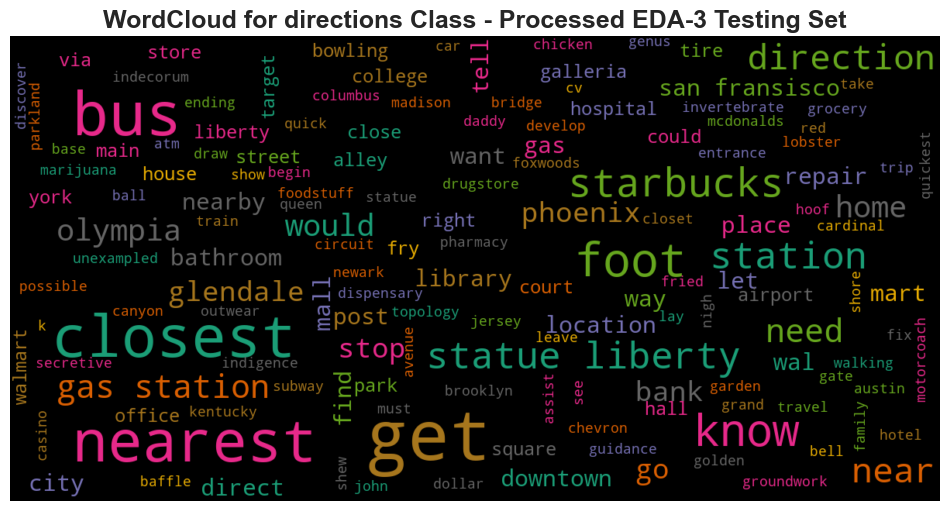 WordCloud for directions Class - Processed EDA-3 Testing Set
via store bowling car tell chicken genus tire direction
discover indecorum target college galleria san fransisco take
parkland bus ending columbus madison bridge cv hospital invertebrate grocery
base main atm liberty quick close daddy develop gas could mcdonalds red lobster
marijuana house draw street show begin alley want foxwoods entrance quickest
york ball nearby foodstuff queen statue drugstore starbucks repair trip
olympia train would right phoenix closet place hoof home cardinal
unexampled bathroom circuit fry pharmacy foot station
possible glendale newark mall dispensary library court fried let airport shore mart
canyon outwear post topology jersey way nigh
k closest avenue leave location lay need fix
walmart secretive indigence stop statue liberty wal walking motorcoach
gas station subway find park brooklyn assist see bank garden gate austin
casino office kentucky must get hall grand travel family
nearest square chevron guidance know bell hotel
city baffle direct shew john dollar downtown go golden groundwork near